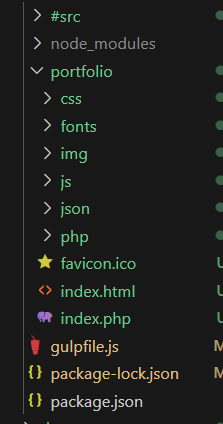 #src
node_modules
portfolio
css
fonts
img
js
json
php
favicon.ico
index.html
index.php
gulpfile.js
{} package-lock.json
{} package.json